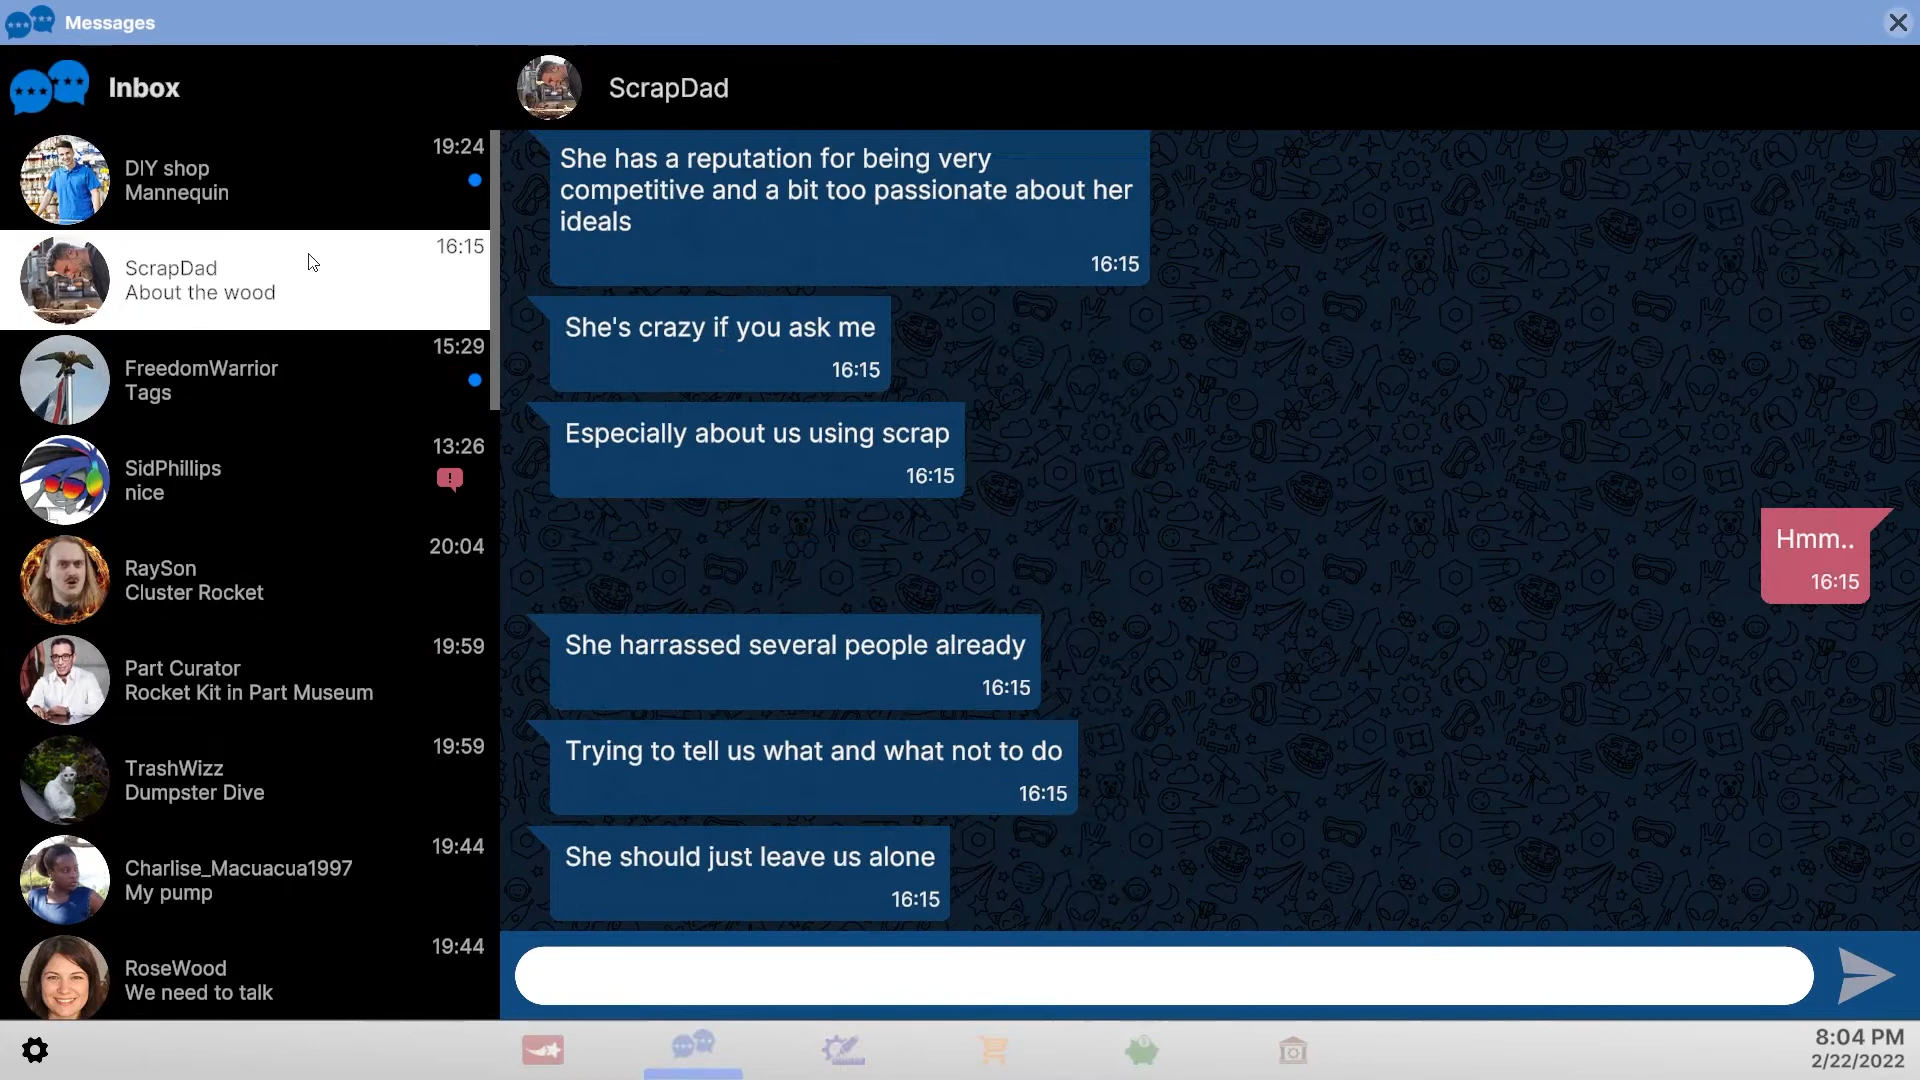 Messages
Inbox
DIY shop
Mannequin
19:24
ScrapDad
About the wood
16:15
FreedomWarrior
Tags
15:29
SidPhillips
nice
13:26
!
RaySon
Cluster Rocket
20:04
Part Curator
Rocket Kit in Part Museum
19:59
TrashWizz
Dumpster Dive
19:59
Charlise_Macuacua1997
My pump
19:44
RoseWood
We need to talk
19:44
ScrapDad
She has a reputation for being very
competitive and a bit too passionate about her
ideals
16:15
She's crazy if you ask me
16:15
Especially about us using scrap
16:15
Hmm..
16:15
She harrassed several people already
16:15
Trying to tell us what and what not to do
16:15
She should just leave us alone
16:15
8:04 PM
2/22/2022